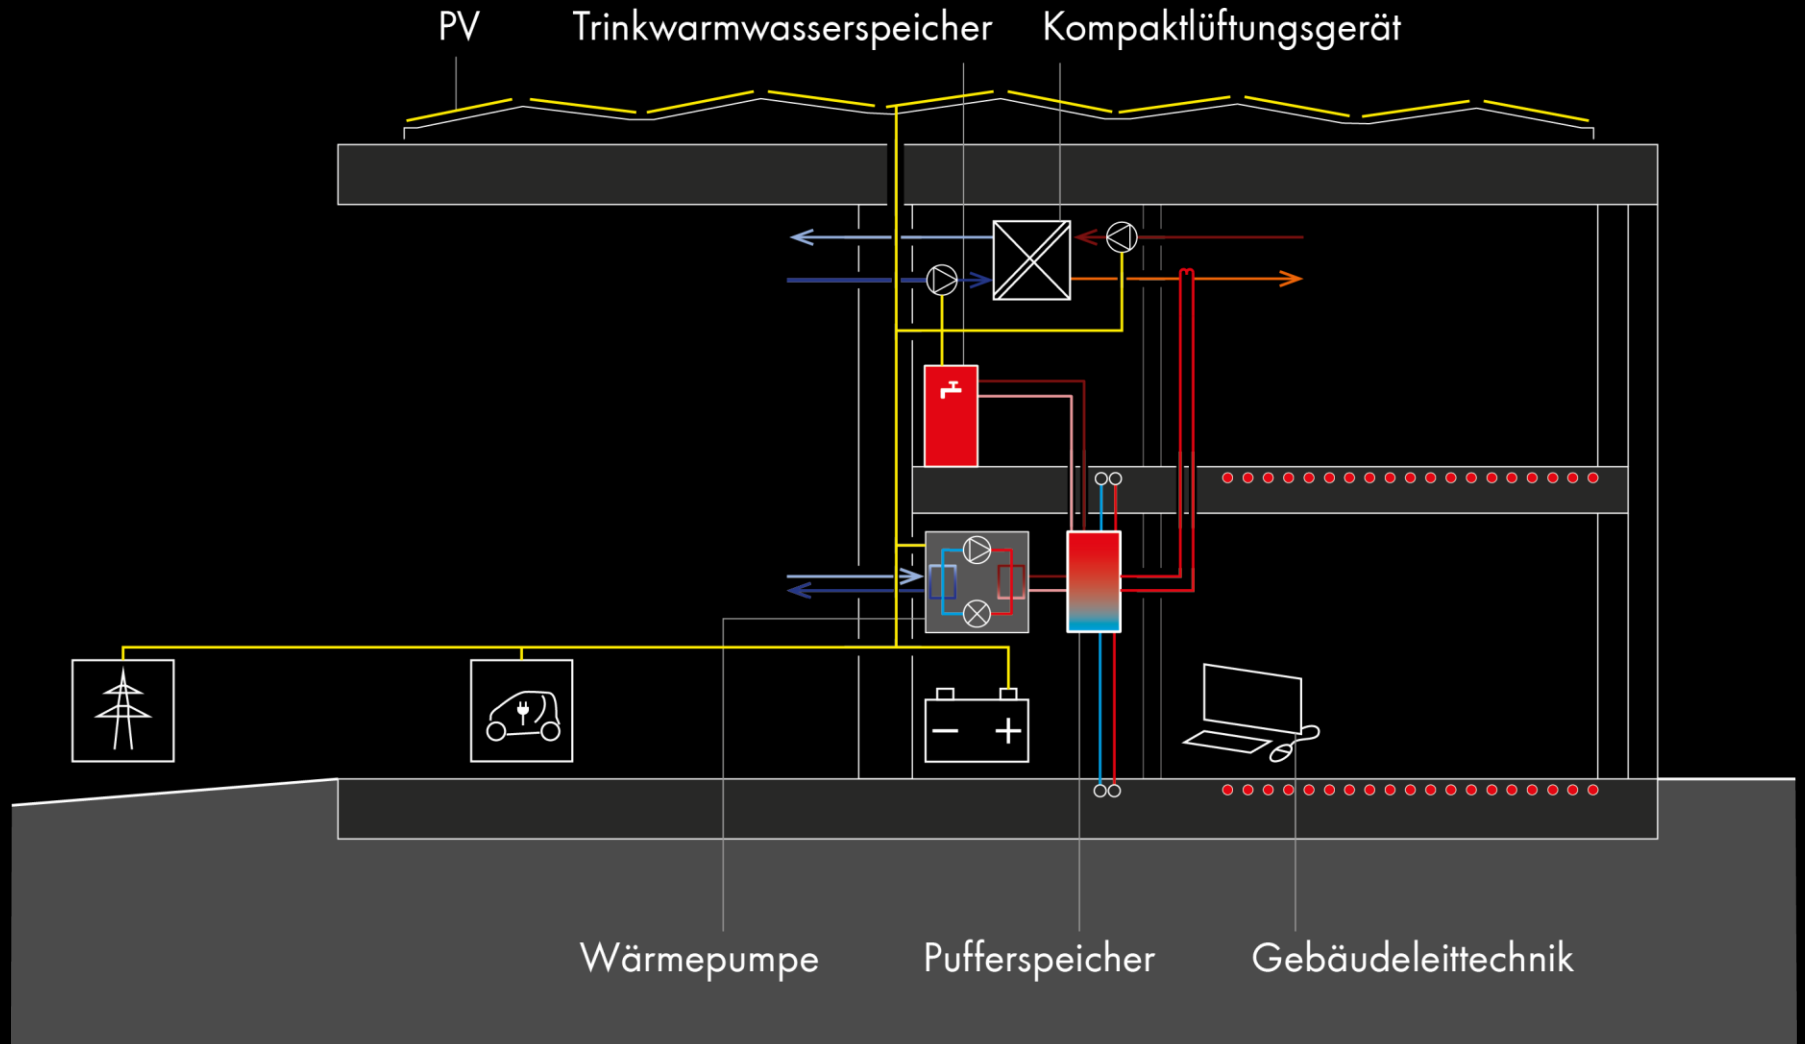 PV
Trinkwarmwasserspeicher
Kompaktlüftungsgerät
Wärmepumpe
Pufferspeicher
Gebäudeleittechnik